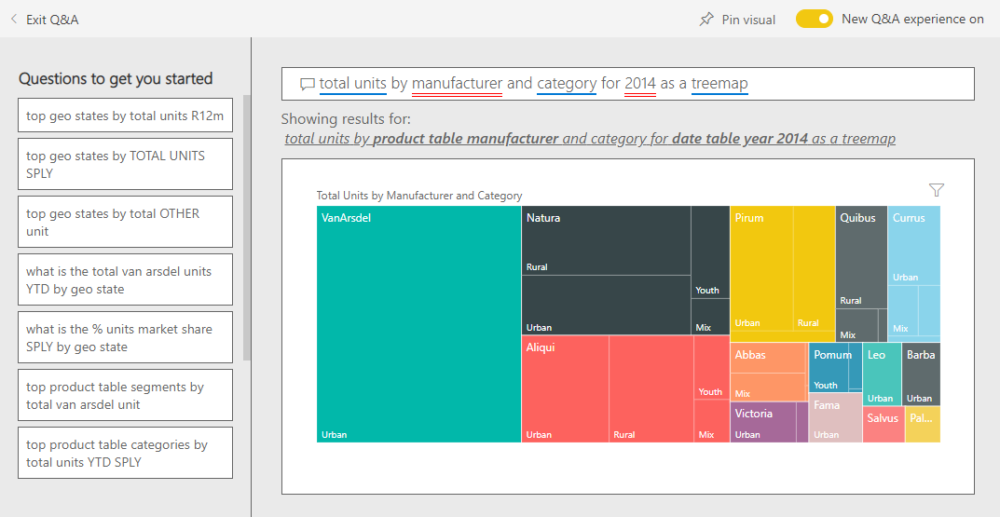 Exit Q&A
Pin visual
New Q&A experience on
Questions to get you started
top geo states by total units R12m
top geo states by TOTAL UNITS
SPLY
top geo states by total OTHER
unit
what is the total van arsdel units
YTD by geo state
what is the % units market share
SPLY by geo state
top product table segments by
total van arsdel unit
top product table categories by
total units YTD SPLY
total units by manufacturer and category for 2014 as a treemap
Showing results for:
total units by product table manufacturer and category for date table year 2014 as a treemap
Total Units by Manufacturer and Category
VanArsdel
Urban
Natura
Rural
Urban
Youth
Mix
Aliqui
Urban
Rural
Youth
Mix
Pirum
Urban
Rural
Quibus
Rural
Mix
Currus
Urban
Mix
Abbas
Mix
Victoria
Urban
Pomum
Youth
Fama
Urban
Leo
Urban
Barba
Urban
Salvus
Pal...